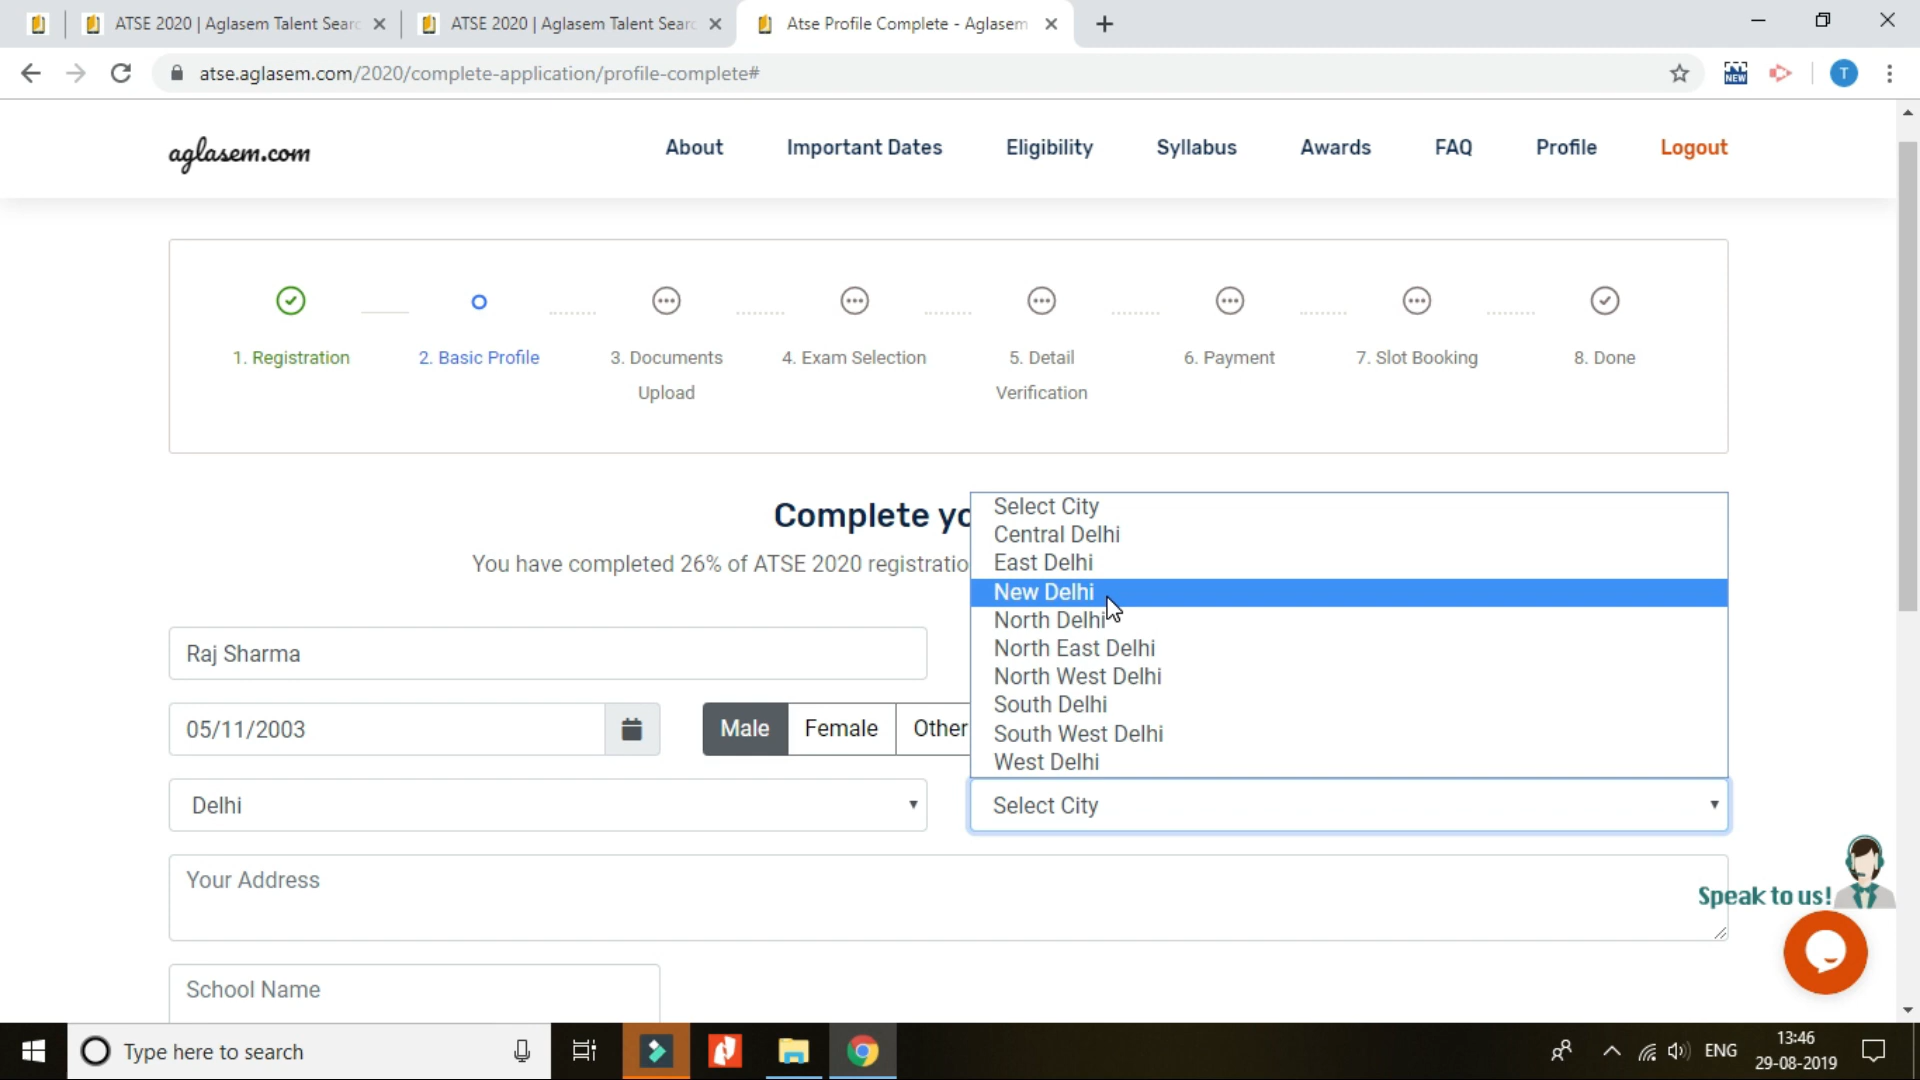 ATSE 2020 | Aglasem Talent Sear
ATSE 2020 | Aglasem Talent Sear
Atse Profile Complete - Aglasem
atse.aglasem.com/2020/complete-application/profile-complete#
NEW
T
aglasem.com
About
Important Dates
Eligibility
Syllabus
Awards
FAQ
Profile
Logout
1. Registration
2. Basic Profile
3. Documents
Upload
4. Exam Selection
5. Detail
Verification
6. Payment
7. Slot Booking
8. Done
Complete yo
You have completed 26% of ATSE 2020 registratio
Select City
Central Delhi
East Delhi
New Delhi
North Delhi
North East Delhi
North West Delhi
South Delhi
South West Delhi
West Delhi
Raj Sharma
05/11/2003
Male
Female
Other
Delhi
Select City
Your Address
Speak to us!
School Name
Type here to search
ENG
13:46
29-08-2019